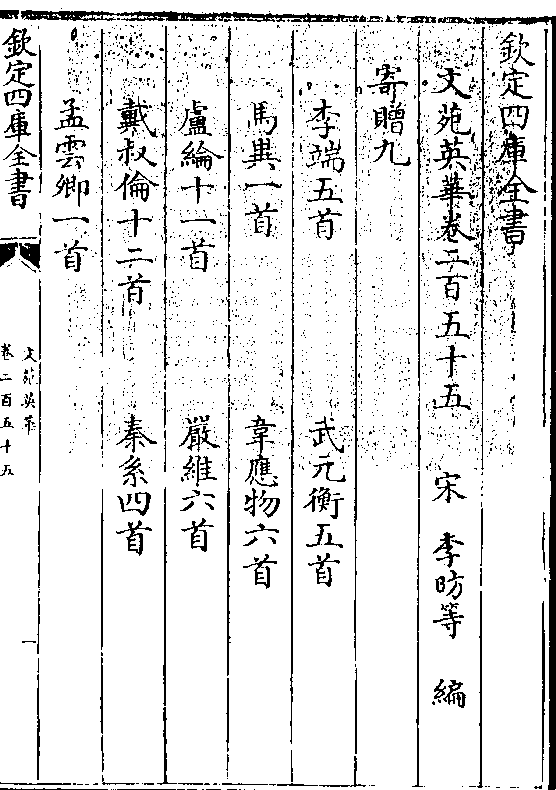 欽定四庫全書
文苑英華卷二百五十五 宋 李昉等 編
寄贈九
李端五首 武元衡五首
馬異一首 韋應物六首
盧綸十一首 嚴維六首
戴叔倫十二首 秦系四首
孟雲卿一首
欽定四庫全書
文苑英華
卷二百五十五
一